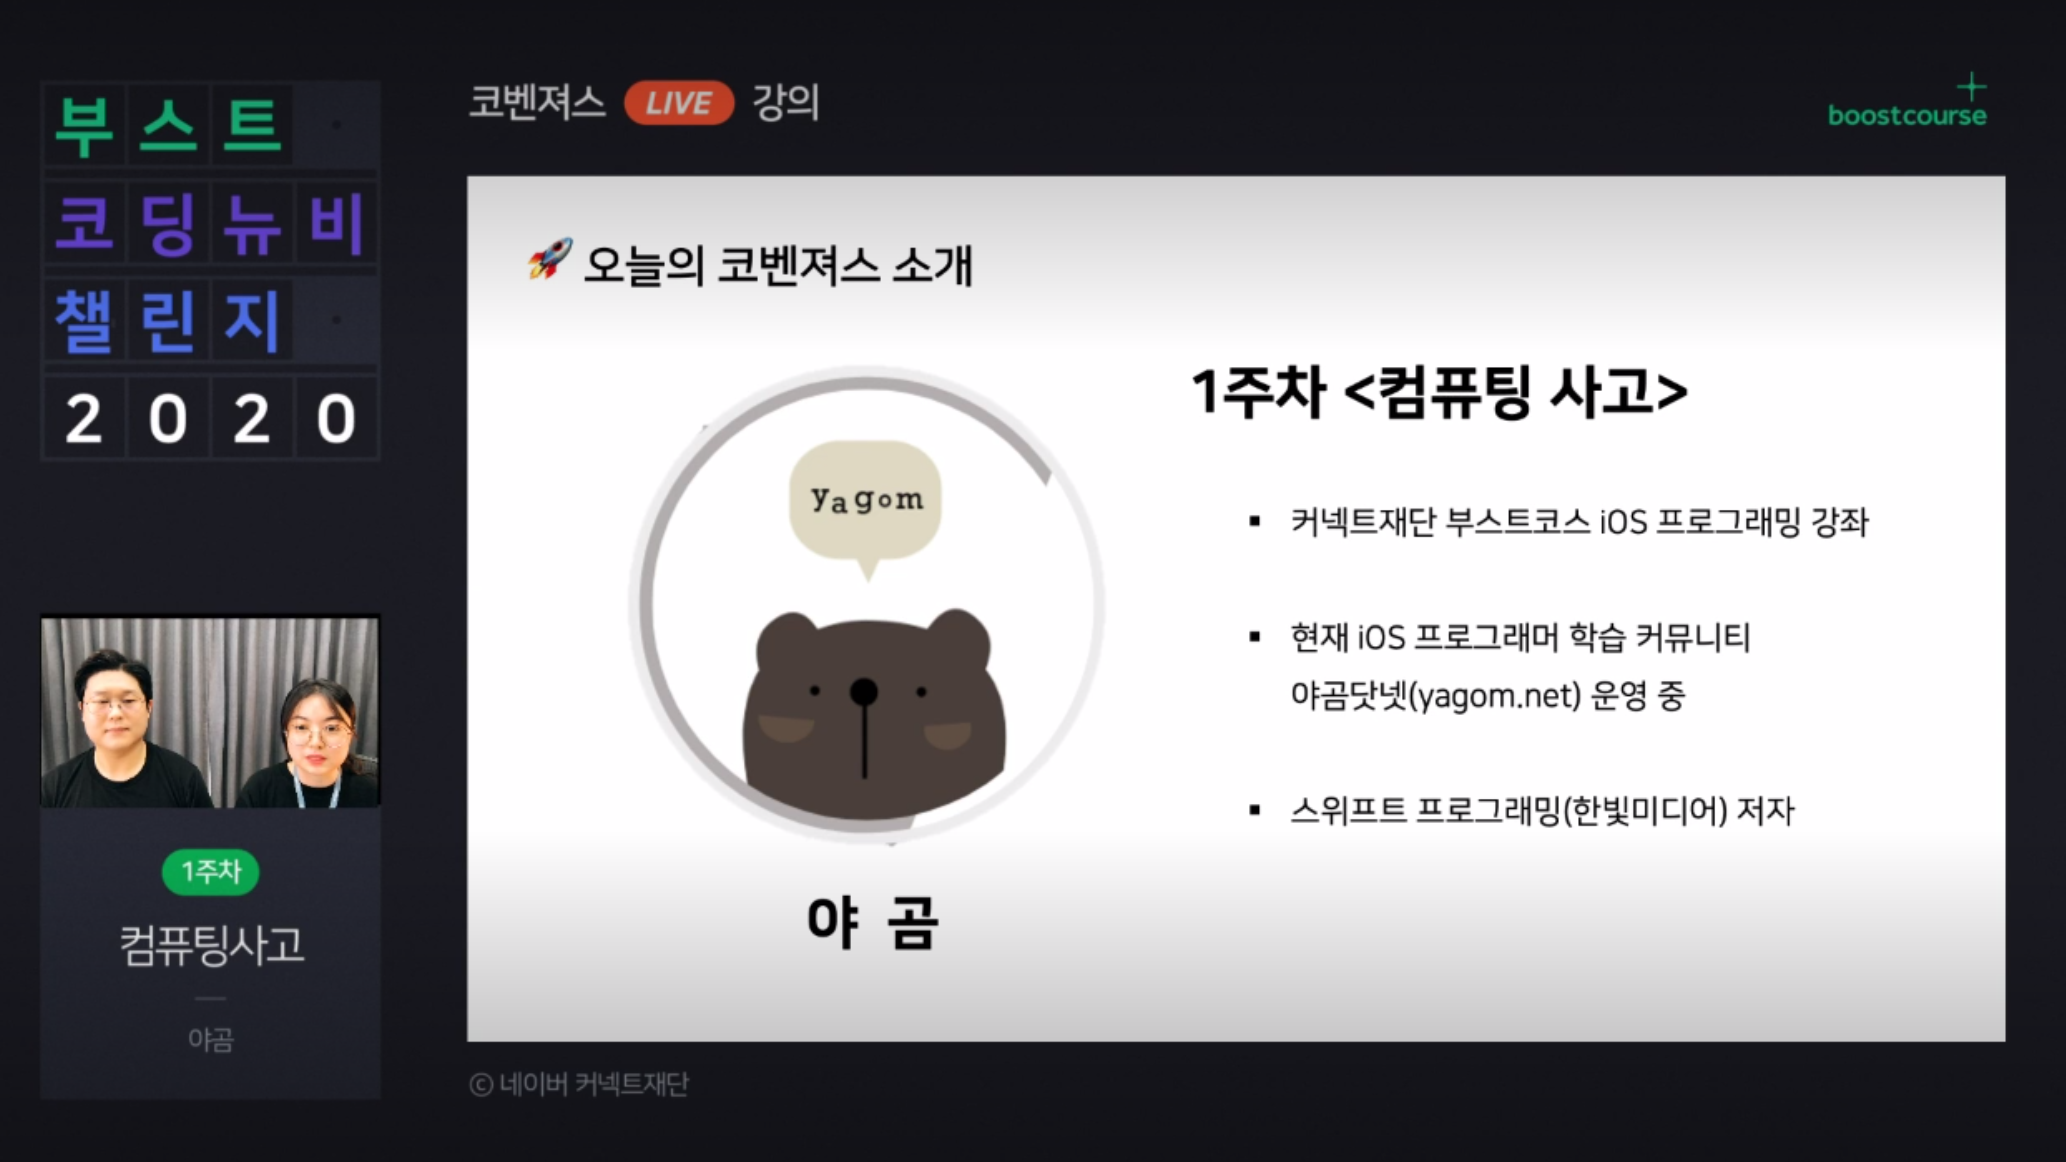 부스트
코딩뉴비
챌린지
2020
코벤져스 LIVE 강의
boostcourse
오늘의 코벤져스 소개
yagom
야 곰
1주차 <컴퓨팅 사고>
▪ 커넥트재단 부스트코스 iOS 프로그래밍 강좌
▪ 현재 iOS 프로그래머 학습 커뮤니티
야곰닷넷(yagom.net) 운영 중
▪ 스위프트 프로그래밍(한빛미디어) 저자
1주차
컴퓨팅사고
야곰
© 네이버 커넥트재단